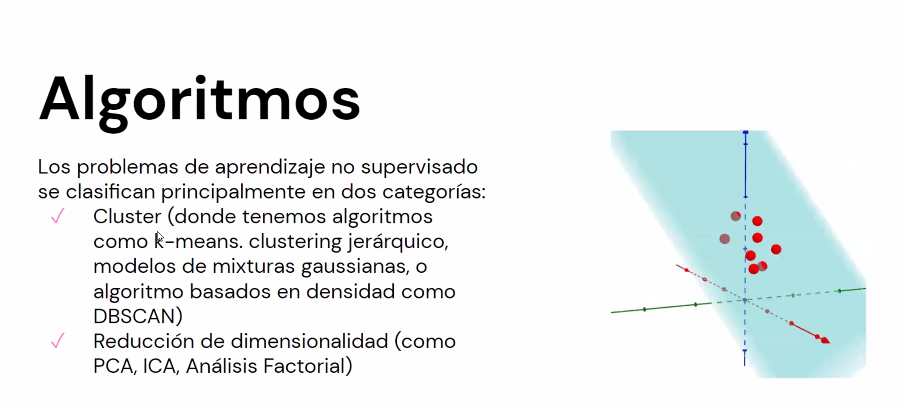 Algoritmos
Los problemas de aprendizaje no supervisado
se clasifican principalmente en dos categorías:
✓ Cluster (donde tenemos algoritmos
como k-means. clustering jerárquico,
modelos de mixturas gaussianas, o
algoritmo basados en densidad como
DBSCAN)
✓ Reducción de dimensionalidad (como
PCA, ICA, Análisis Factorial)